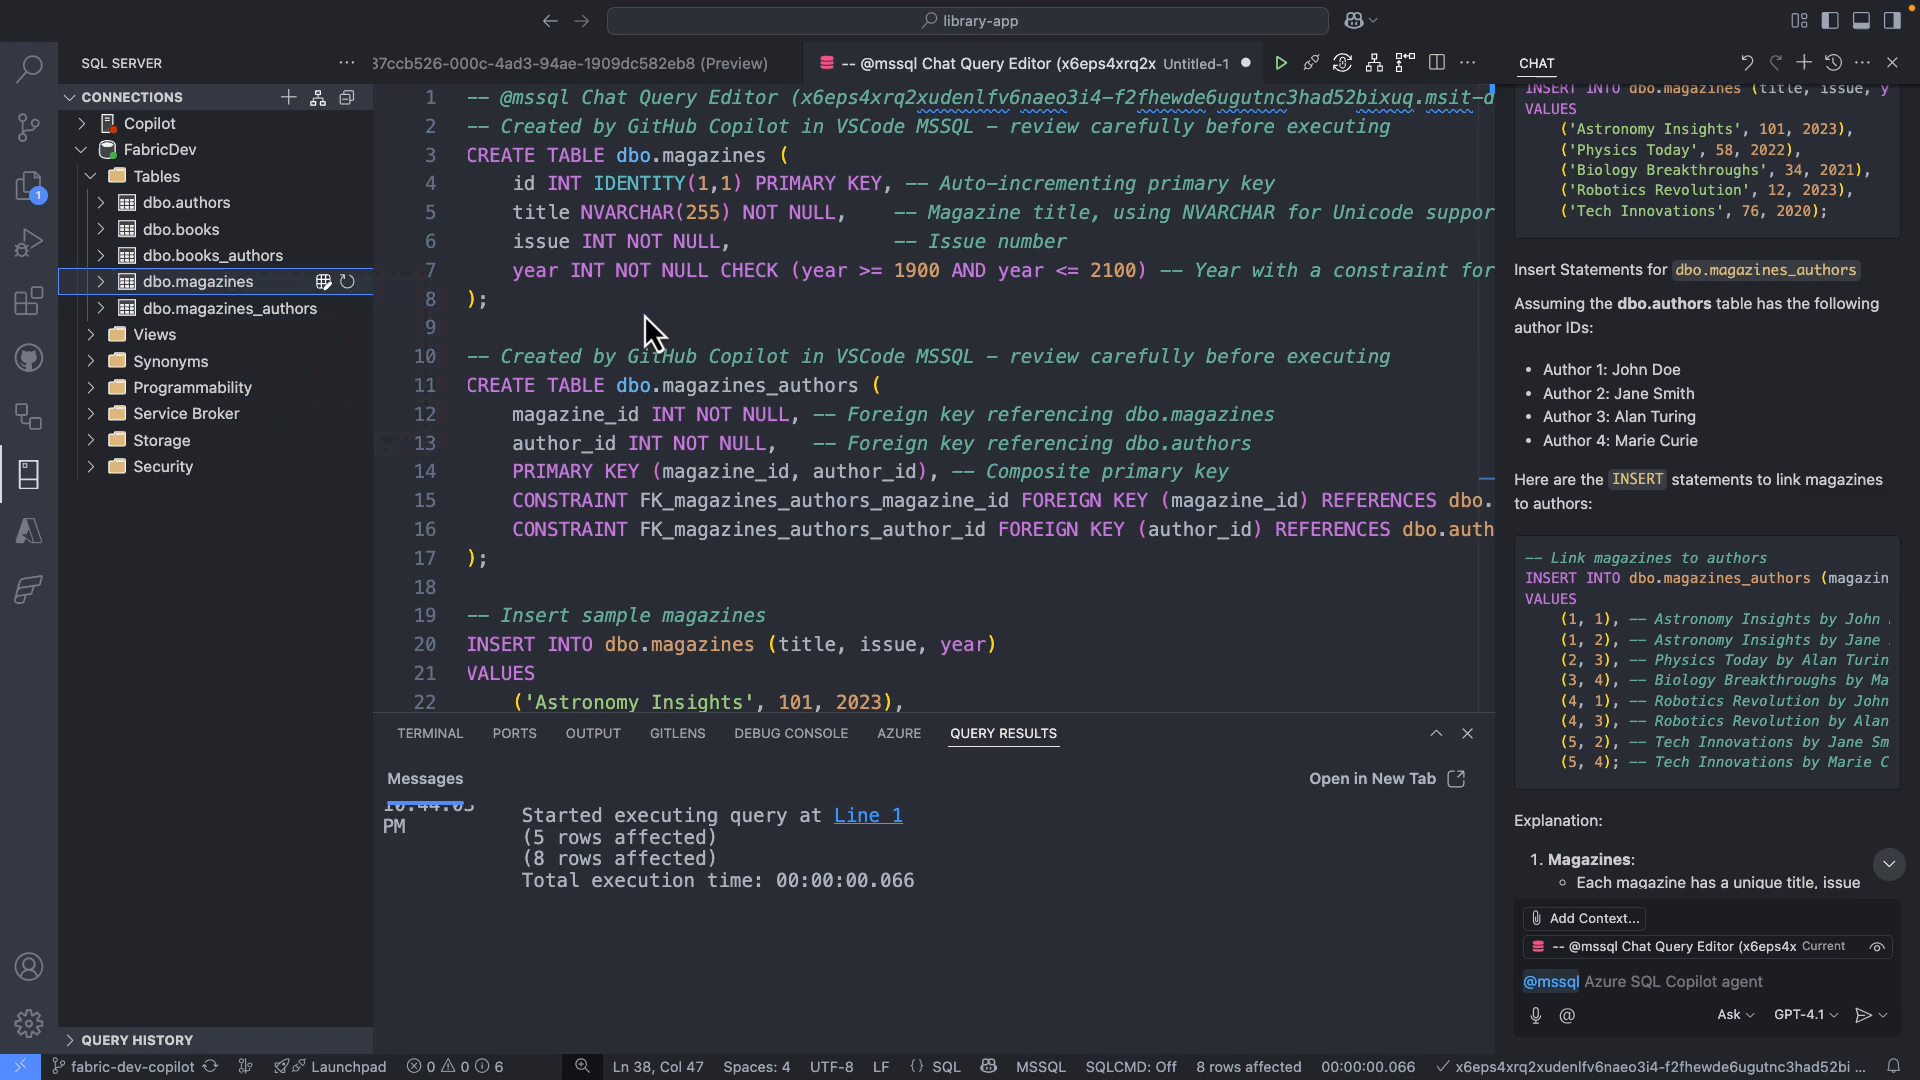 library-app
SQL SERVER
37ccb526-000c-4ad3-94ae-1909dc582eb8 (Preview)
-- @mssql Chat Query Editor (x6eps4xrq2x Untitled-1
CHAT
CONNECTIONS
Copilot
FabricDev
Tables
dbo.authors
dbo.books
dbo.books_authors
dbo.magazines
dbo.magazines_authors
Views
Synonyms
Programmability
Service Broker
Storage
Security
QUERY HISTORY
1
1 -- @mssql Chat Query Editor (x6eps4xrq2xudenlfv6naeo3i4-f2fhewde6ugutnc3had52bixuq.msit-d
2 -- Created by GitHub Copilot in VSCode MSSQL - review carefully before executing
3 CREATE TABLE dbo.magazines (
4 id INT IDENTITY(1,1) PRIMARY KEY, -- Auto-incrementing primary key
5 title NVARCHAR(255) NOT NULL, -- Magazine title, using NVARCHAR for Unicode suppor
6 issue INT NOT NULL, -- Issue number
7 year INT NOT NULL CHECK (year >= 1900 AND year <= 2100) -- Year with a constraint for
8 );
9
10 -- Created by GitHub Copilot in VSCode MSSQL - review carefully before executing
11 CREATE TABLE dbo.magazines_authors (
12 magazine_id INT NOT NULL, -- Foreign key referencing dbo.magazines
13 author_id INT NOT NULL, -- Foreign key referencing dbo.authors
14 PRIMARY KEY (magazine_id, author_id), -- Composite primary key
15 CONSTRAINT FK_magazines_authors_magazine_id FOREIGN KEY (magazine_id) REFERENCES dbo.
16 CONSTRAINT FK_magazines_authors_author_id FOREIGN KEY (author_id) REFERENCES dbo.auth
17 );
18
19 -- Insert sample magazines
20 INSERT INTO dbo.magazines (title, issue, year)
21 VALUES
22 ('Astronomy Insights', 101, 2023),
TERMINAL PORTS OUTPUT GITLENS DEBUG CONSOLE AZURE QUERY RESULTS
Messages
Open in New Tab
PM
Started executing query at Line 1
(5 rows affected)
(8 rows affected)
Total execution time: 00:00:00.066
INSERT INTO dbo.magazines (title, issue, y
VALUES
('Astronomy Insights', 101, 2023),
('Physics Today', 58, 2022),
('Biology Breakthroughs', 34, 2021),
('Robotics Revolution', 12, 2023),
('Tech Innovations', 76, 2020);
Insert Statements for dbo.magazines_authors
Assuming the dbo.authors table has the following
author IDs:
• Author 1: John Doe
• Author 2: Jane Smith
• Author 3: Alan Turing
• Author 4: Marie Curie
Here are the INSERT statements to link magazines
to authors:
-- Link magazines to authors
INSERT INTO dbo.magazines_authors (magazin
VALUES
(1, 1), -- Astronomy Insights by John
(1, 2), -- Astronomy Insights by Jane
(2, 3), -- Physics Today by Alan Turin
(3, 4), -- Biology Breakthroughs by Ma
(4, 1), -- Robotics Revolution by John
(4, 3), -- Robotics Revolution by Alan
(5, 2), -- Tech Innovations by Jane Sm
(5, 4); -- Tech Innovations by Marie C
Explanation:
1. Magazines:
Each magazine has a unique title, issue
Add Context...
-- @mssql Chat Query Editor (x6eps4x Current
@mssql Azure SQL Copilot agent
Ask GPT-4.1
fabric-dev-copilot Launchpad 0 0 6 Ln 38, Col 47 Spaces: 4 UTF-8 LF SQL MSSQL SQLCMD: Off 8 rows affected 00:00:00.066 x6eps4xrq2xudenlfv6naeo3i4-f2fhewde6ugutnc3had52bi ...